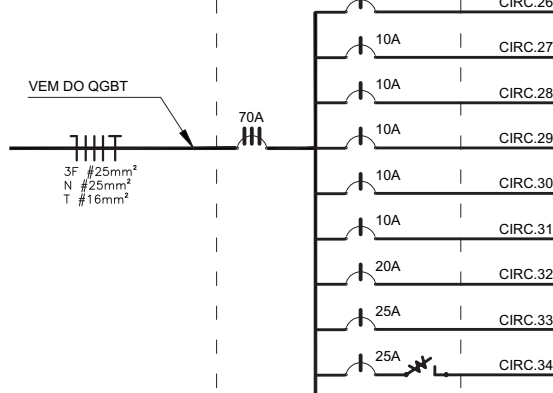 CIRC.26
10A
CIRC.27
VEM DO QGBT
10A
CIRC.28
70A
10A
CIRC.29
3F #25mm²
N #25mm²
T #16mm²
10A
CIRC.30
10A
CIRC.31
20A
CIRC.32
25A
CIRC.33
25A
CIRC.34